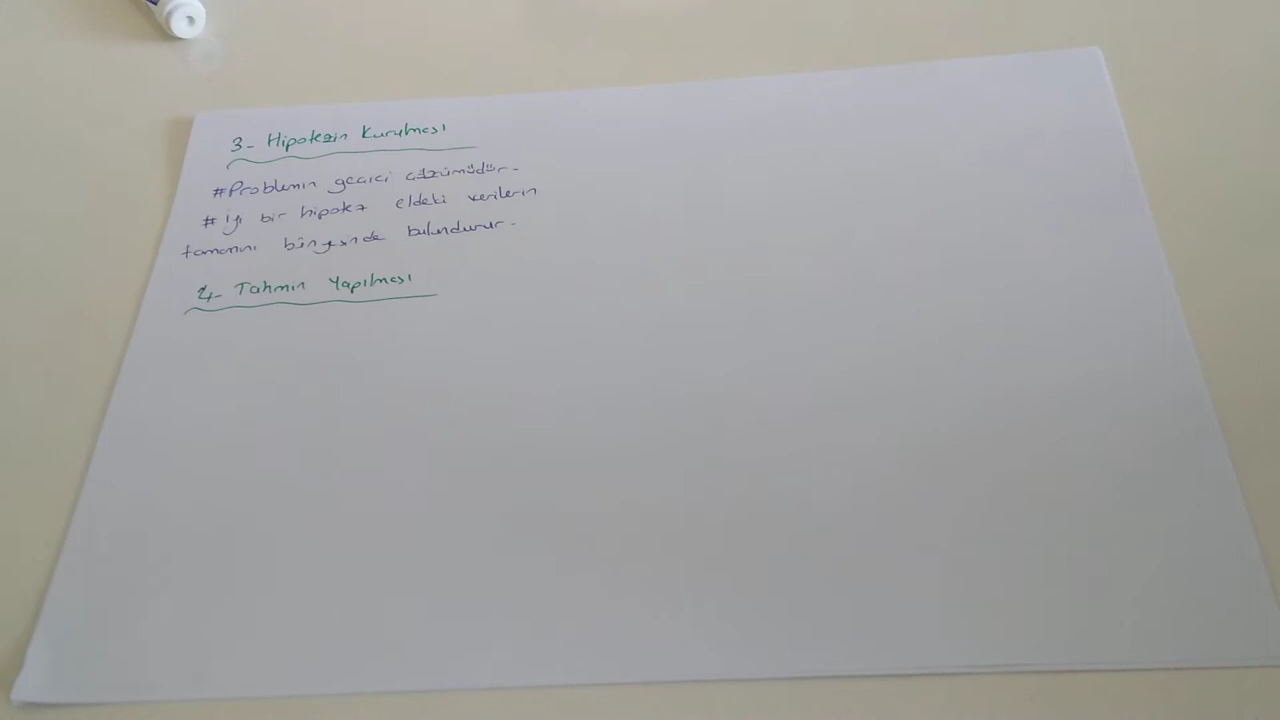 3- Hipotezin Kurulması
#Problemin geçici çözümüdür.
# İyi bir hipotez eldeki verilerin
tamamını bünyesinde bulundurur.
4- Tahmin Yapılması